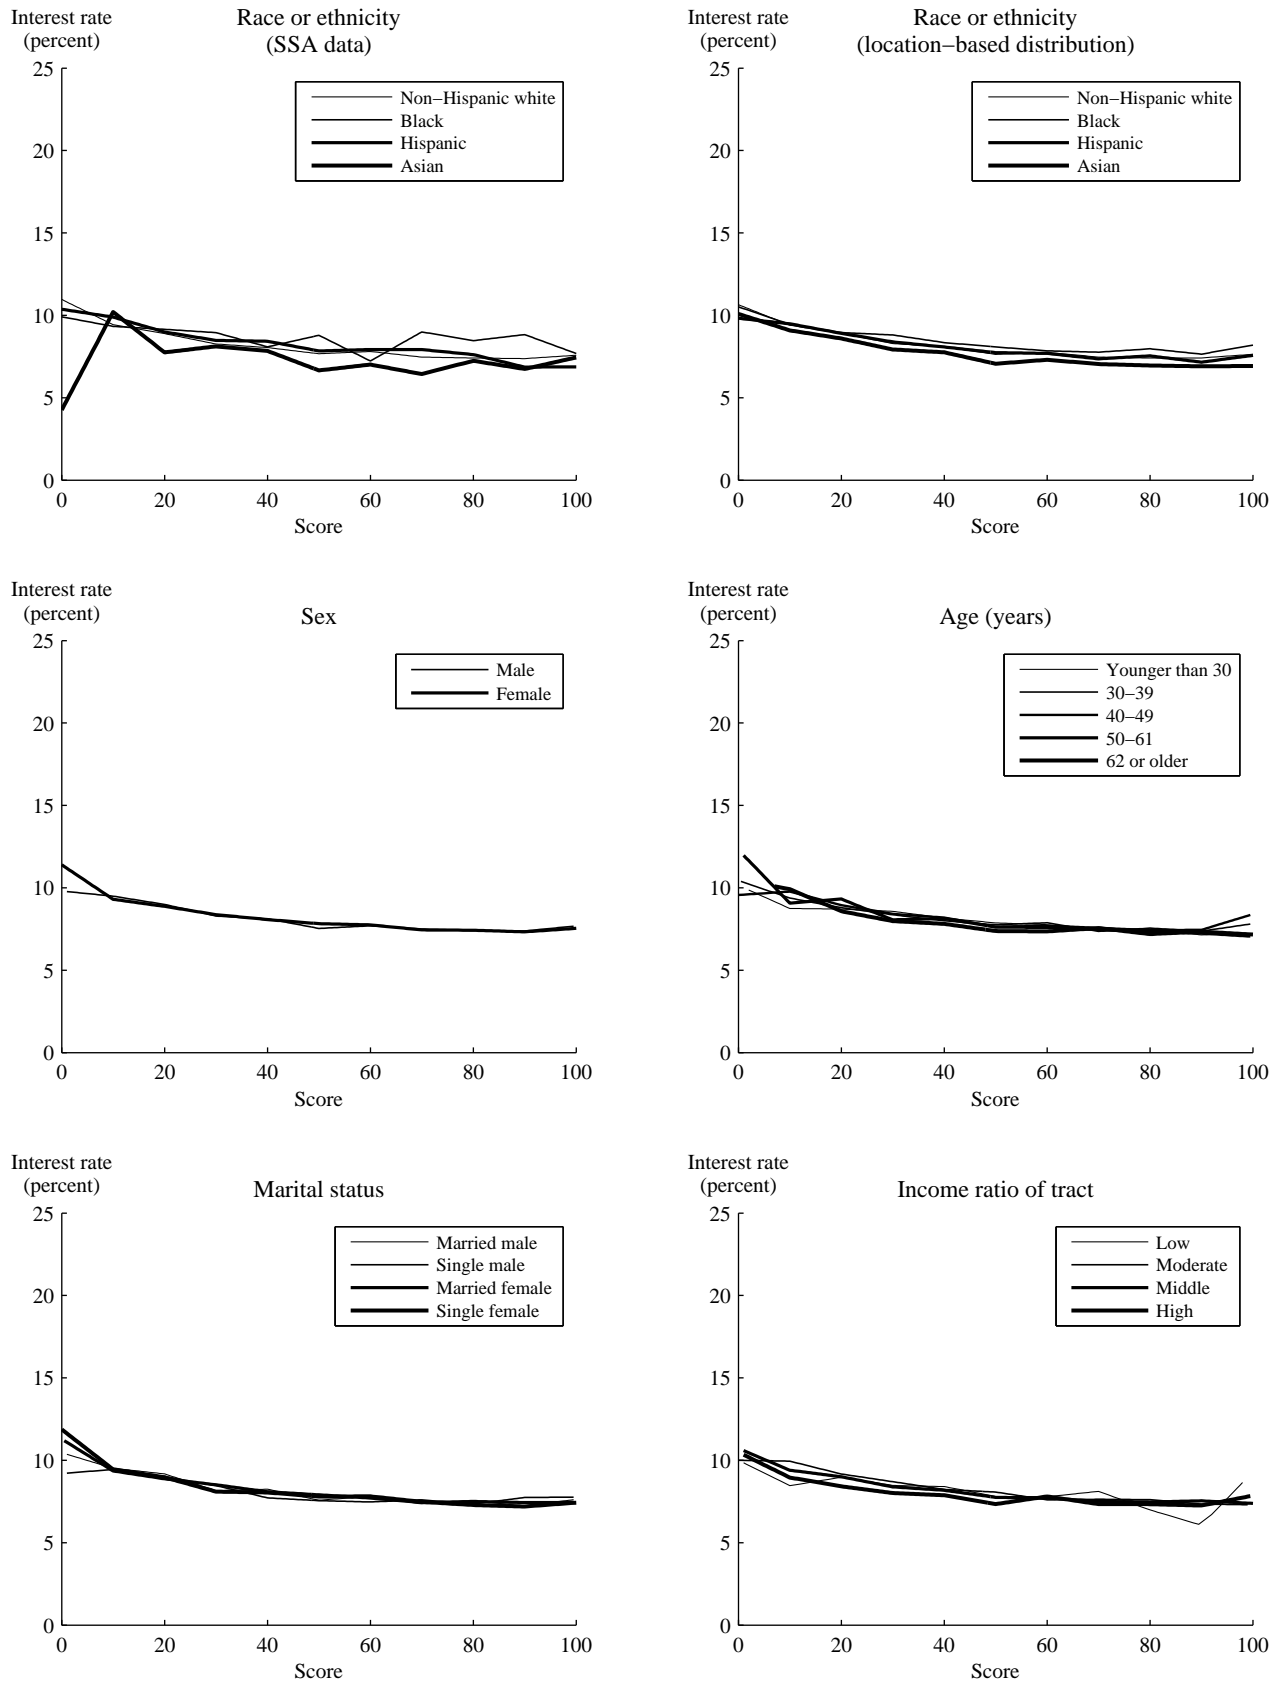 Interest rate
(percent)
Race or ethnicity
(SSA data)
25
20
15
10
5
0
Non−Hispanic white
Black
Hispanic
Asian
0 20 40 60 80 100
Score
Interest rate
(percent)
Race or ethnicity
(location−based distribution)
25
20
15
10
5
0
Non−Hispanic white
Black
Hispanic
Asian
0 20 40 60 80 100
Score
Interest rate
(percent)
Sex
25
20
15
10
5
0
Male
Female
0 20 40 60 80 100
Score
Interest rate
(percent)
Age (years)
25
20
15
10
5
0
Younger than 30
30−39
40−49
50−61
62 or older
0 20 40 60 80 100
Score
Interest rate
(percent)
Marital status
25
20
15
10
5
0
Married male
Single male
Married female
Single female
0 20 40 60 80 100
Score
Interest rate
(percent)
Income ratio of tract
25
20
15
10
5
0
Low
Moderate
Middle
High
0 20 40 60 80 100
Score